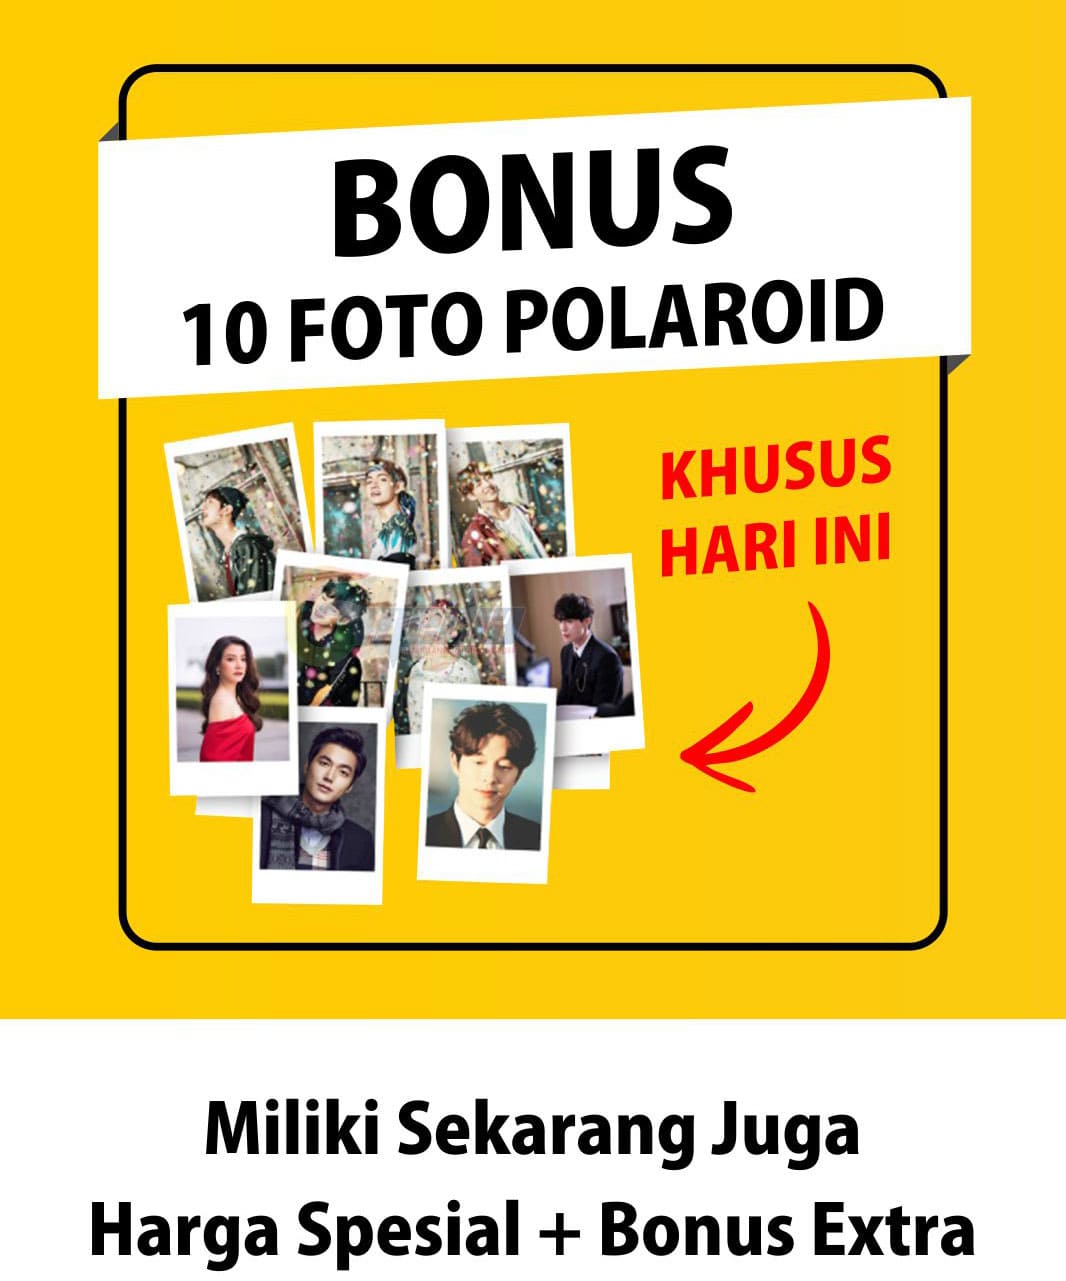 BONUS
10 FOTO POLAROID
KHUSUS
HARI INI
Miliki Sekarang Juga
Harga Spesial + Bonus Extra